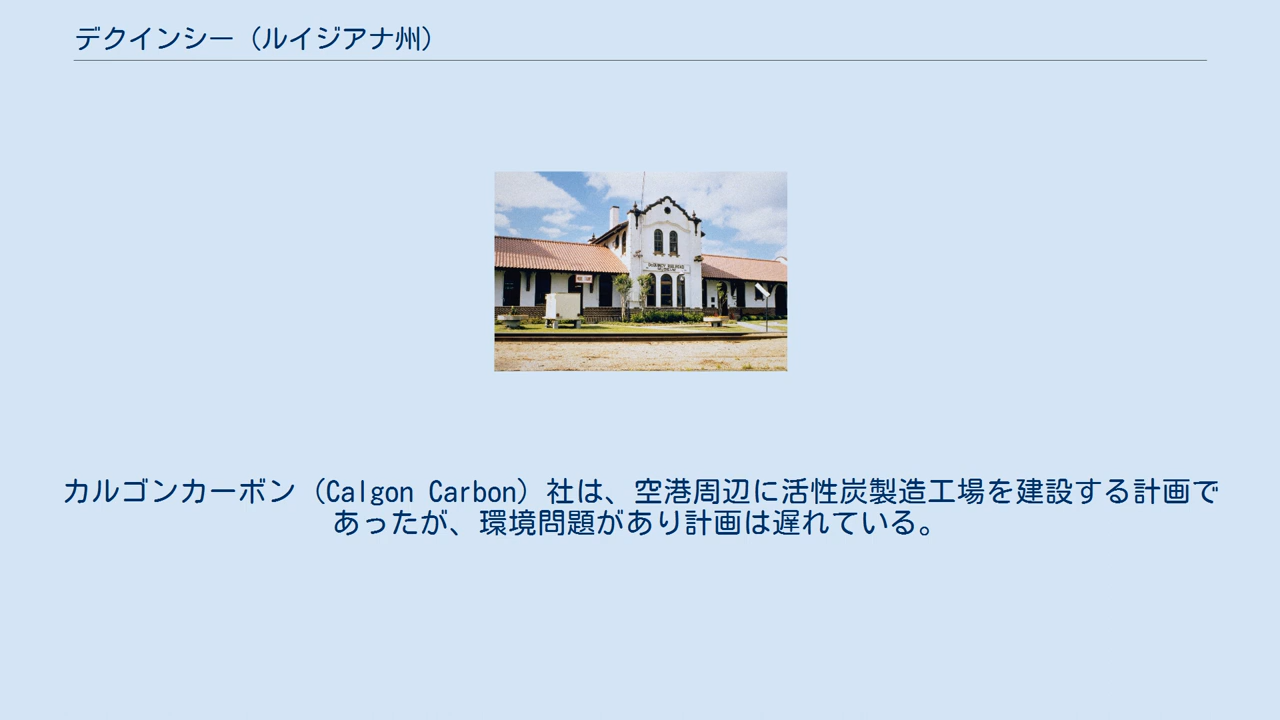 デクインシー（ルイジアナ州）
カルゴンカーボン（Calgon Carbon）社は、空港周辺に活性炭製造工場を建設する計画で
あったが、環境問題があり計画は遅れている。